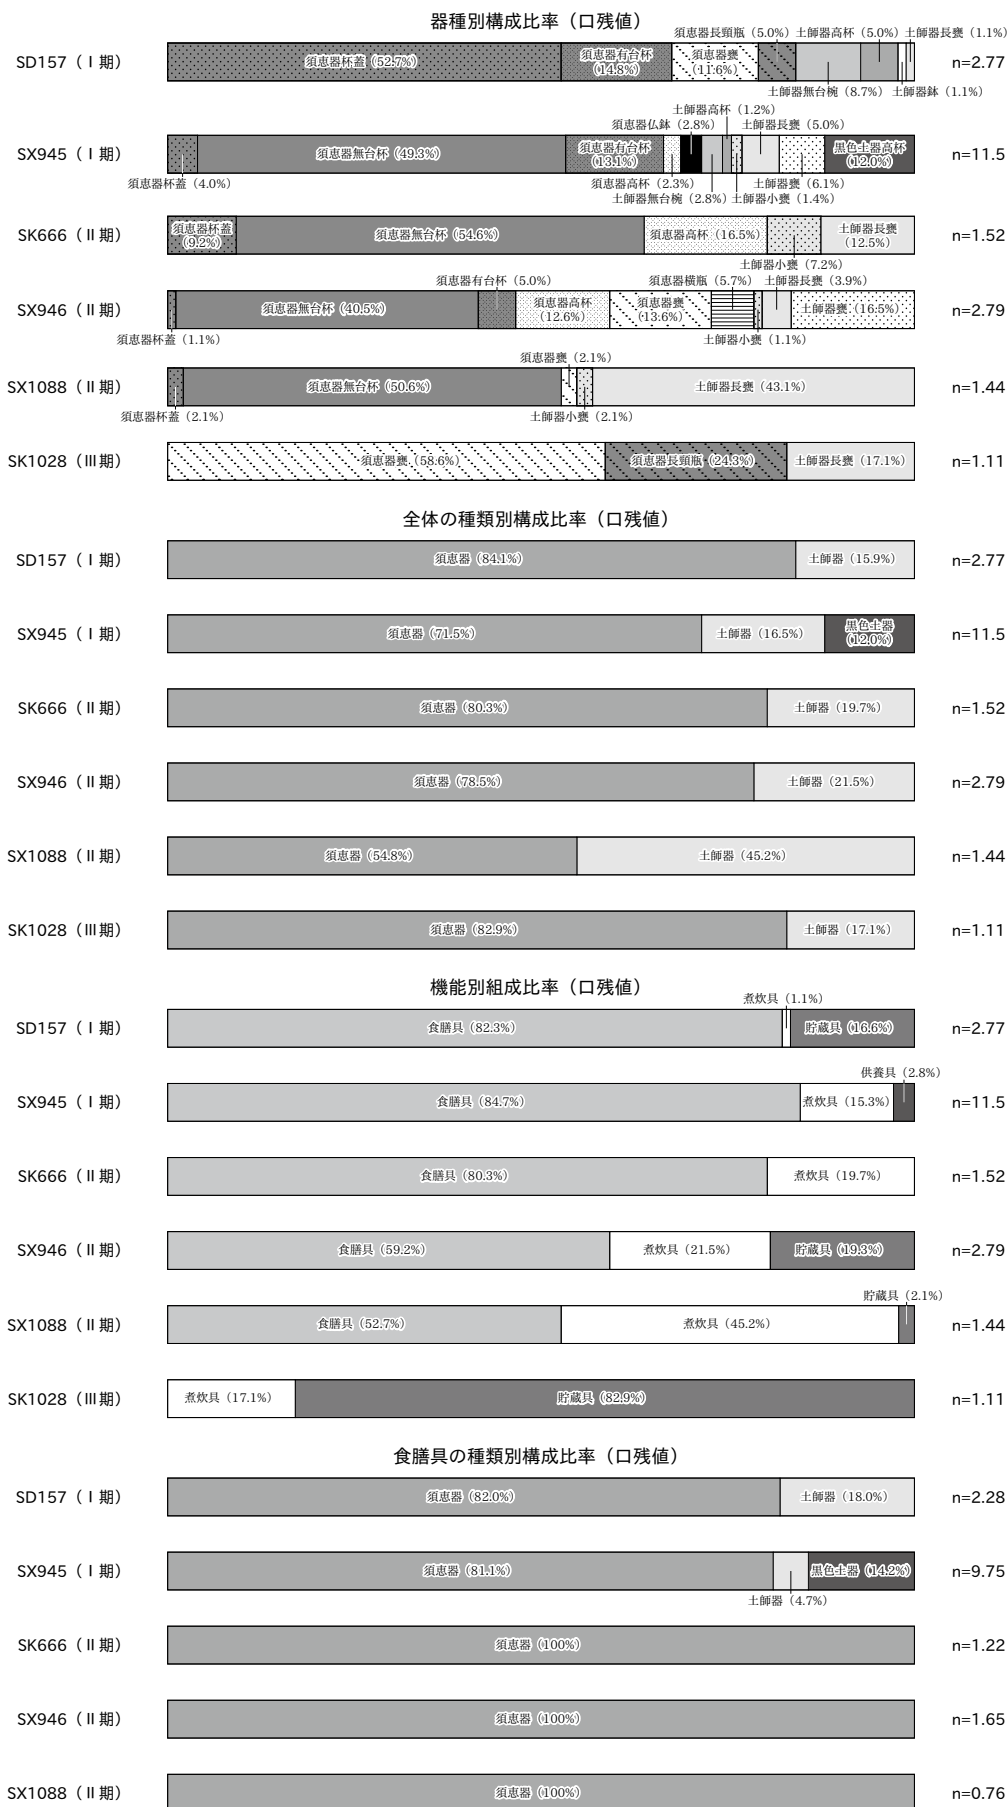 器種別構成比率（口残値）
須恵器長頸瓶（5.0%） 土師器高杯（5.0%） 土師器長甕（1.1%）
SD157（Ⅰ期） 須恵器杯蓋（52.7%） 須恵器有台杯（14.8%） 須恵器甕（11.6%） n=2.77
土師器無台椀（8.7%） 土師器鉢（1.1%）
土師器高杯（1.2%）
須恵器仏鉢（2.8%） 土師器長甕（5.0%）
SX945（Ⅰ期） 須恵器無台杯（49.3%） 須恵器有台杯（13.1%） 黒色土器高杯（12.0%） n=11.5
須恵器杯蓋（4.0%） 須恵器高杯（2.3%） 土師器甕（6.1%）
土師器無台椀（2.8%） 土師器小甕（1.4%）
SK666（Ⅱ期） 須恵器杯蓋（9.2%） 須恵器無台杯（54.6%） 須恵器高杯（16.5%） 土師器長甕（12.5%） n=1.52
土師器小甕（7.2%）
須恵器有台杯（5.0%） 須恵器横瓶（5.7%） 土師器長甕（3.9%）
SX946（Ⅱ期） 須恵器無台杯（40.5%） 須恵器高杯（12.6%） 須恵器甕（13.6%） 土師器甕（16.5%） n=2.79
須恵器杯蓋（1.1%） 土師器小甕（1.1%）
須恵器甕（2.1%）
SX1088（Ⅱ期） 須恵器無台杯（50.6%） 土師器長甕（43.1%） n=1.44
須恵器杯蓋（2.1%） 土師器小甕（2.1%）
SK1028（Ⅲ期） 須恵器甕（58.6%） 須恵器長頸瓶（24.3%） 土師器長甕（17.1%） n=1.11
全体の種類別構成比率（口残値）
SD157（Ⅰ期） 須恵器（84.1%） 土師器（15.9%） n=2.77
SX945（Ⅰ期） 須恵器（71.5%） 土師器（16.5%） 黒色土器（12.0%） n=11.5
SK666（Ⅱ期） 須恵器（80.3%） 土師器（19.7%） n=1.52
SX946（Ⅱ期） 須恵器（78.5%） 土師器（21.5%） n=2.79
SX1088（Ⅱ期） 須恵器（54.8%） 土師器（45.2%） n=1.44
SK1028（Ⅲ期） 須恵器（82.9%） 土師器（17.1%） n=1.11
機能別組成比率（口残値）
煮炊具（1.1%）
SD157（Ⅰ期） 食膳具（82.3%） 貯蔵具（16.6%） n=2.77
供養具（2.8%）
SX945（Ⅰ期） 食膳具（84.7%） 煮炊具（15.3%） n=11.5
SK666（Ⅱ期） 食膳具（80.3%） 煮炊具（19.7%） n=1.52
SX946（Ⅱ期） 食膳具（59.2%） 煮炊具（21.5%） 貯蔵具（19.3%） n=2.79
貯蔵具（2.1%）
SX1088（Ⅱ期） 食膳具（52.7%） 煮炊具（45.2%） n=1.44
SK1028（Ⅲ期） 煮炊具（17.1%） 貯蔵具（82.9%） n=1.11
食膳具の種類別構成比率（口残値）
SD157（Ⅰ期） 須恵器（82.0%） 土師器（18.0%） n=2.28
SX945（Ⅰ期） 須恵器（81.1%） 黒色土器（14.2%） n=9.75
土師器（4.7%）
SK666（Ⅱ期） 須恵器（100%） n=1.22
SX946（Ⅱ期） 須恵器（100%） n=1.65
SX1088（Ⅱ期） 須恵器（100%） n=0.76